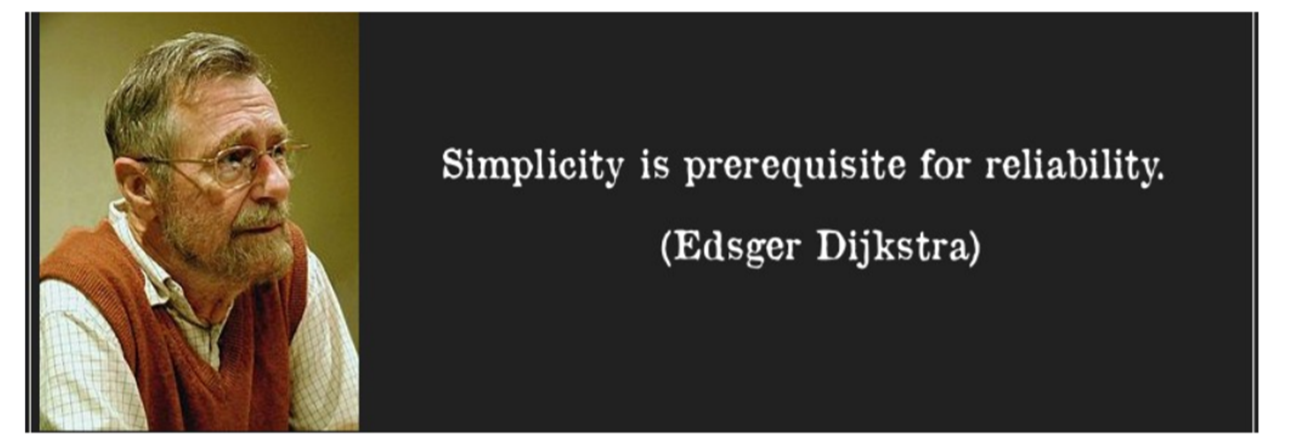 Simplicity is prerequisite for reliability.
(Edsger Dijkstra)